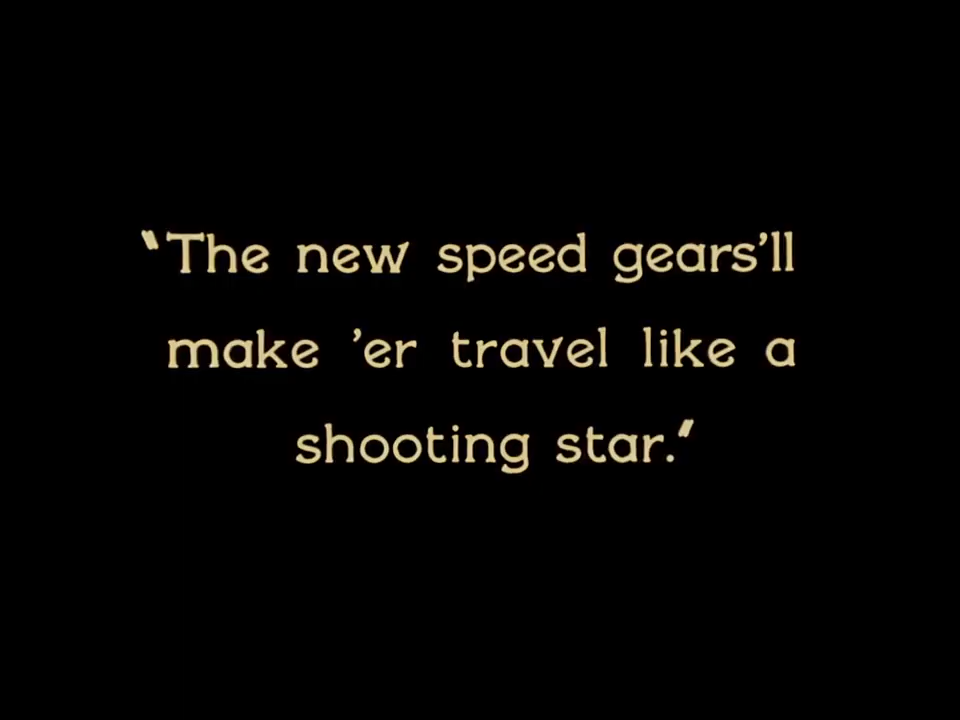 "The new speed gears'll
make 'er travel like a
shooting star."